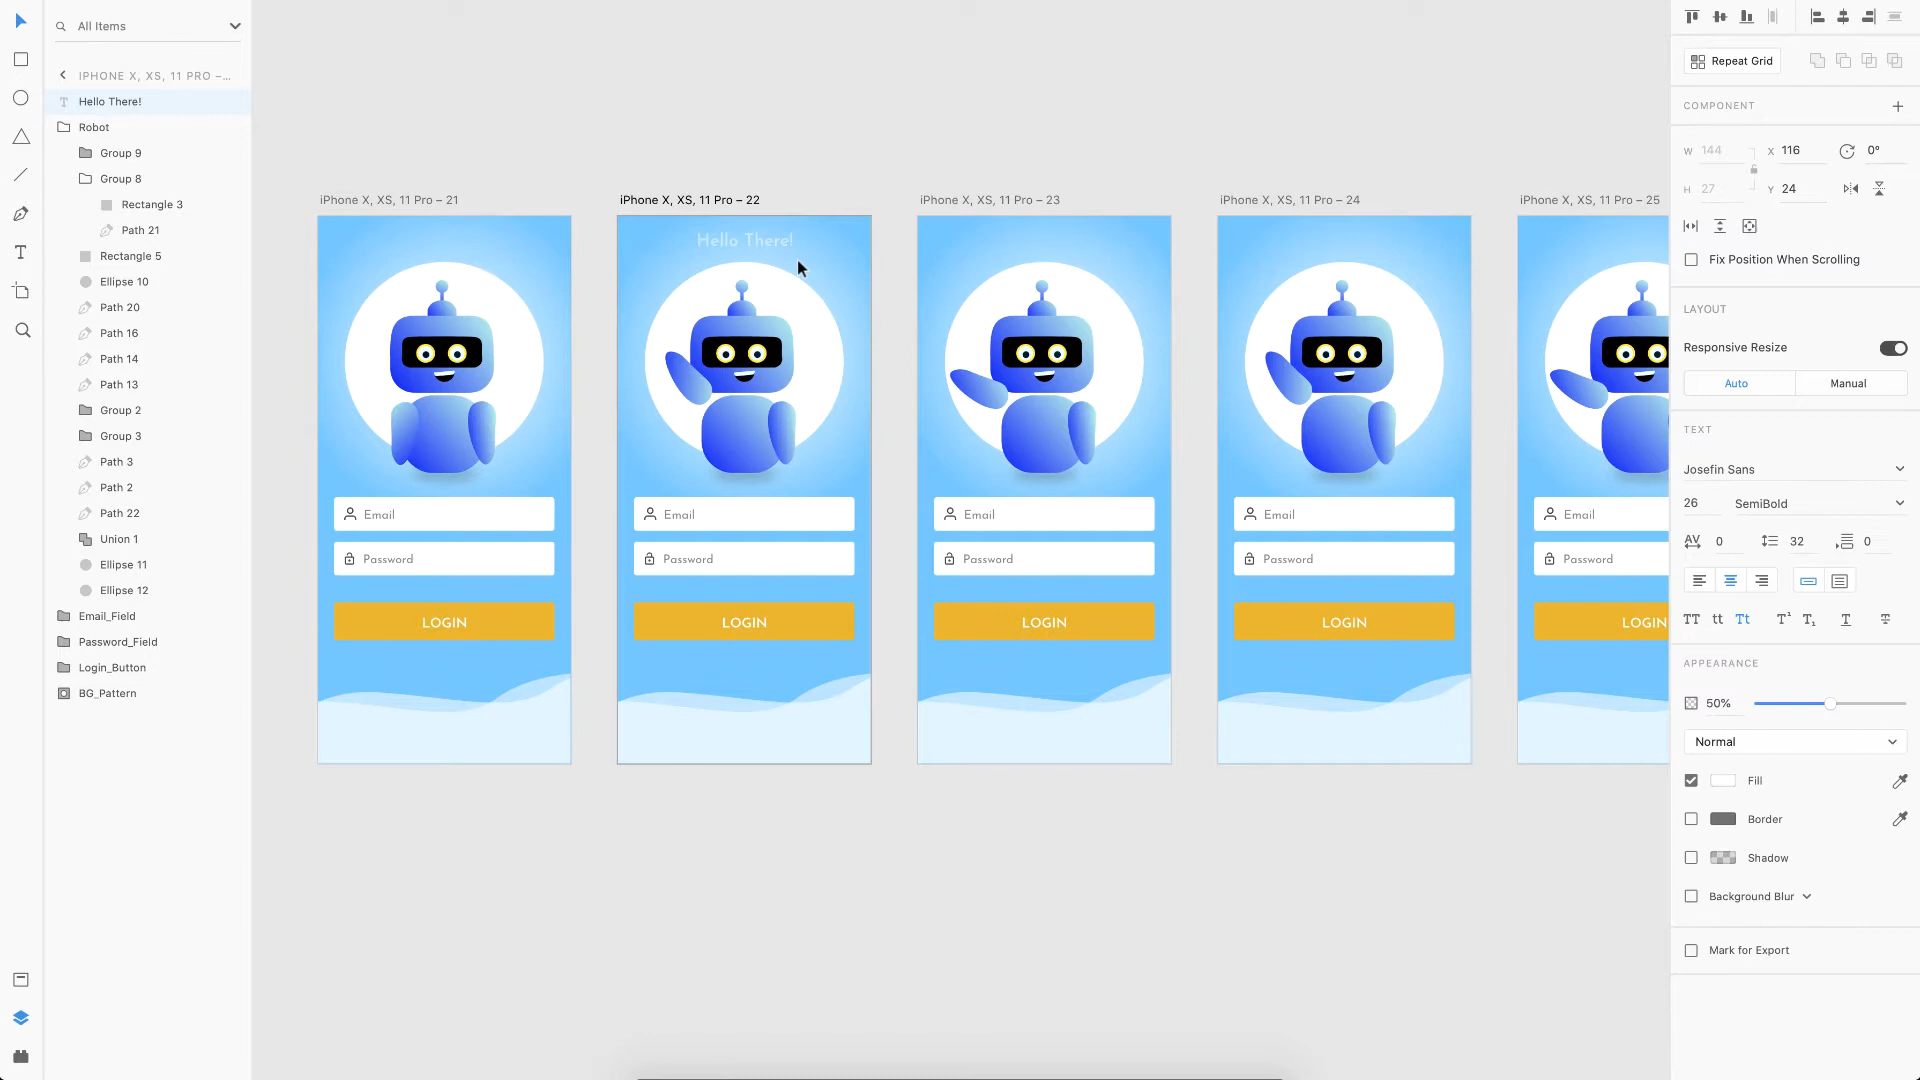 All Items
IPHONE X, XS, 11 PRO –...
Hello There!
Robot
Group 9
Group 8
Rectangle 3
Path 21
Rectangle 5
Ellipse 10
Path 20
Path 16
Path 14
Path 13
Group 2
Group 3
Path 3
Path 2
Path 22
Union 1
Ellipse 11
Ellipse 12
Email_Field
Password_Field
Login_Button
BG_Pattern
iPhone X, XS, 11 Pro – 21
Email
Password
LOGIN
iPhone X, XS, 11 Pro – 22
Hello There!
Email
Password
LOGIN
iPhone X, XS, 11 Pro – 23
Email
Password
LOGIN
iPhone X, XS, 11 Pro – 24
Email
Password
LOGIN
iPhone X, XS, 11 Pro – 25
Email
Password
LOGIN
Repeat Grid
COMPONENT
W 144 X 116 0°
H 27 Y 24
Fix Position When Scrolling
LAYOUT
Responsive Resize
Auto Manual
TEXT
Josefin Sans
26 SemiBold
AV 0 32 0
TT tt Tt T¹ T₁ T T
APPEARANCE
50%
Normal
Fill
Border
Shadow
Background Blur
Mark for Export